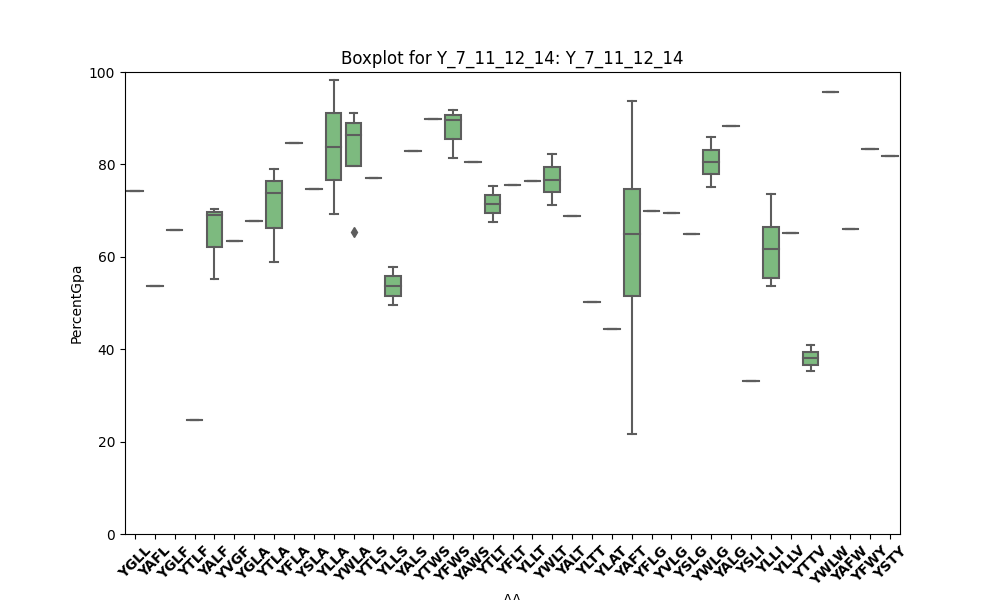 Boxplot for Y_7_11_12_14: Y_7_11_12_14
100
80
60
40
20
0
PercentGpa
YGLL YAFL YGLF YTLF YALF YVGF YGLA YTLA YFLA YSLA YLLA YWLA YTLS YLLS YALS YTWS YFWS YAWS YTLT YFLT YLLT YWLT YALT YLTT YLAT YAFT YFLG YVLG YSLG YWLG YALG YSLI YLLI YLLV YTTV YWLW YAFW YFWY YSTY
AA